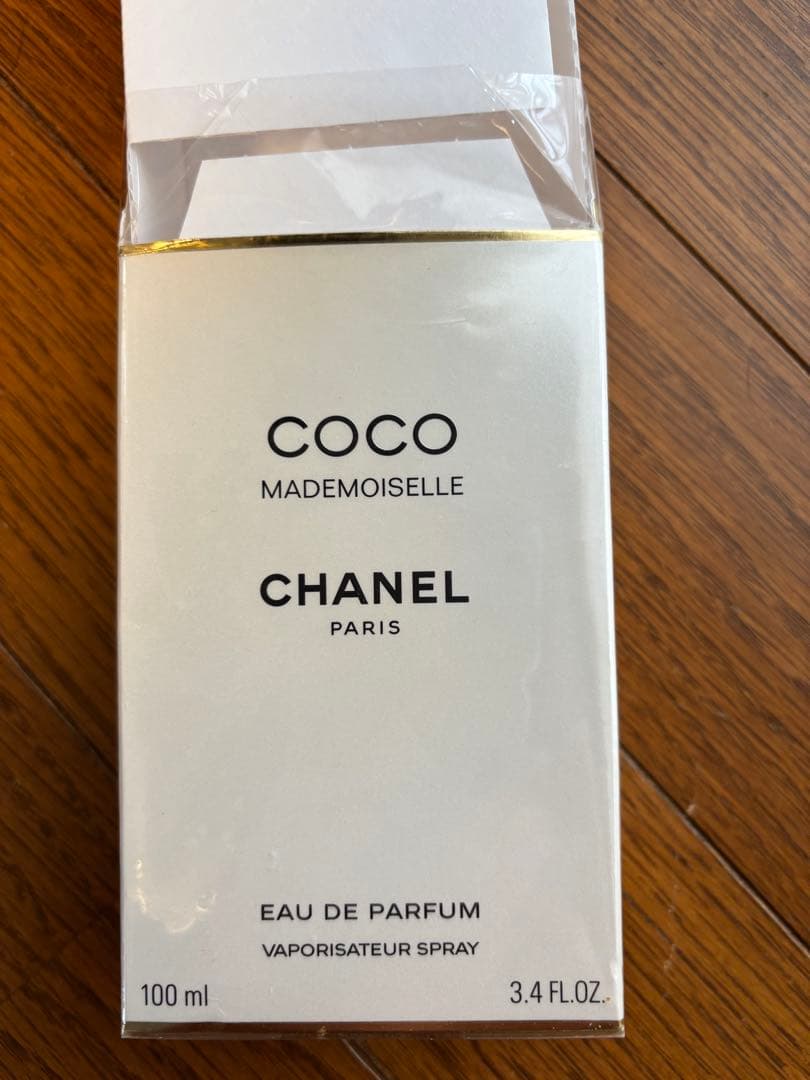 COCO
MADEMOISELLE
CHANEL
PARIS
EAU DE PARFUM
VAPORISATEUR SPRAY
100 ml 3.4 FL.OZ.